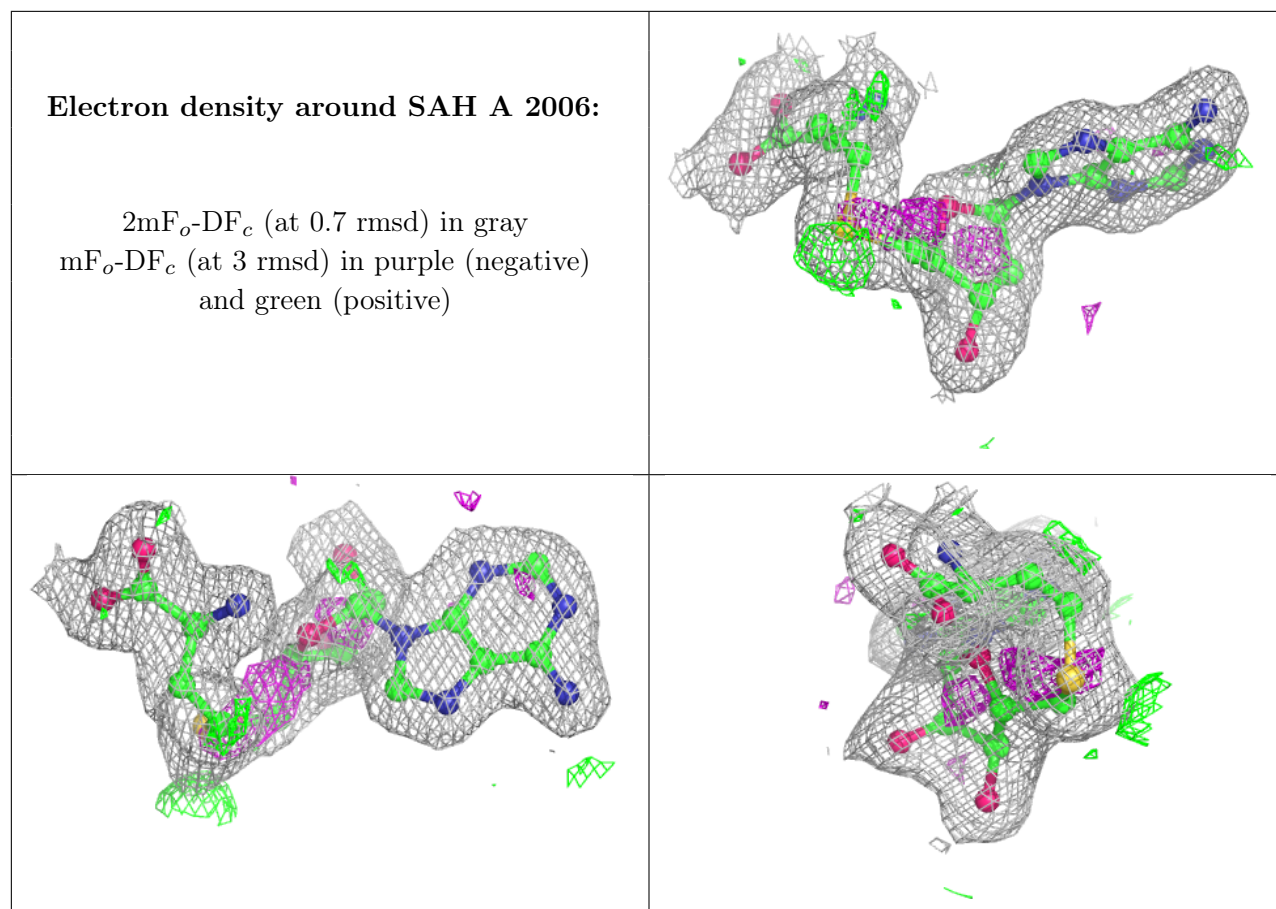 Electron density around SAH A 2006:
2mFo-DFc (at 0.7 rmsd) in gray
mFo-DFc (at 3 rmsd) in purple (negative)
and green (positive)